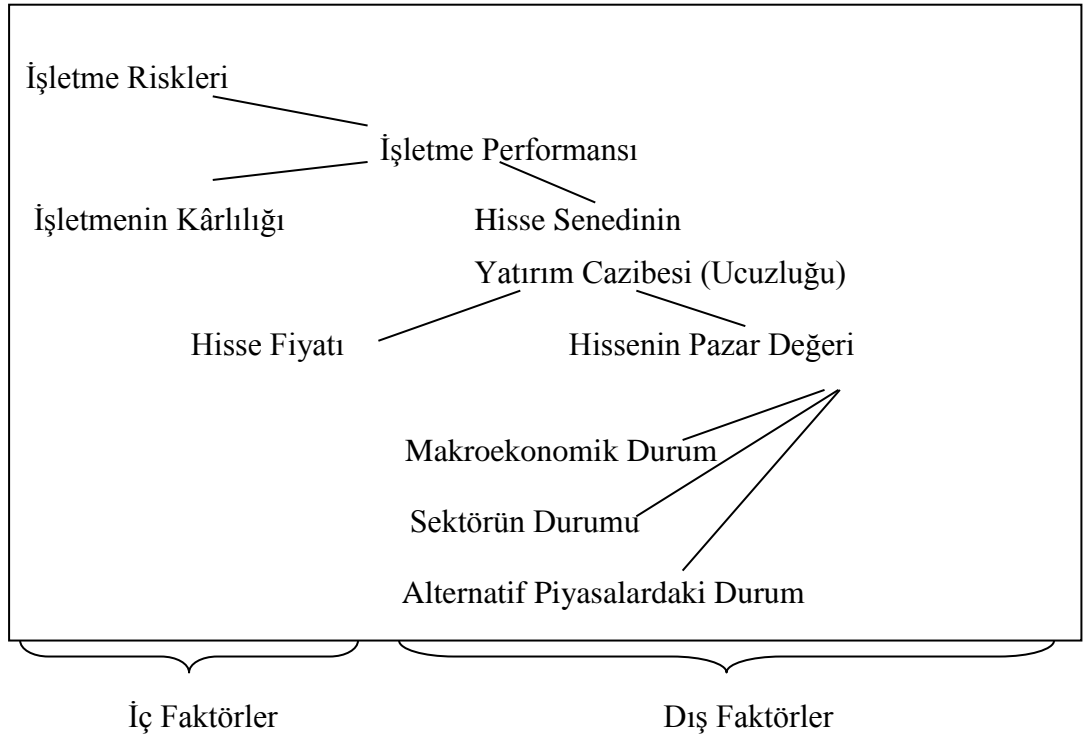 İşletme Riskleri
İşletme Performansı
İşletmenin Kârlılığı
Hisse Senedinin
Yatırım Cazibesi (Ucuzluğu)
Hisse Fiyatı
Hissenin Pazar Değeri
Makroekonomik Durum
Sektörün Durumu
Alternatif Piyasalardaki Durum
İç Faktörler
Dış Faktörler